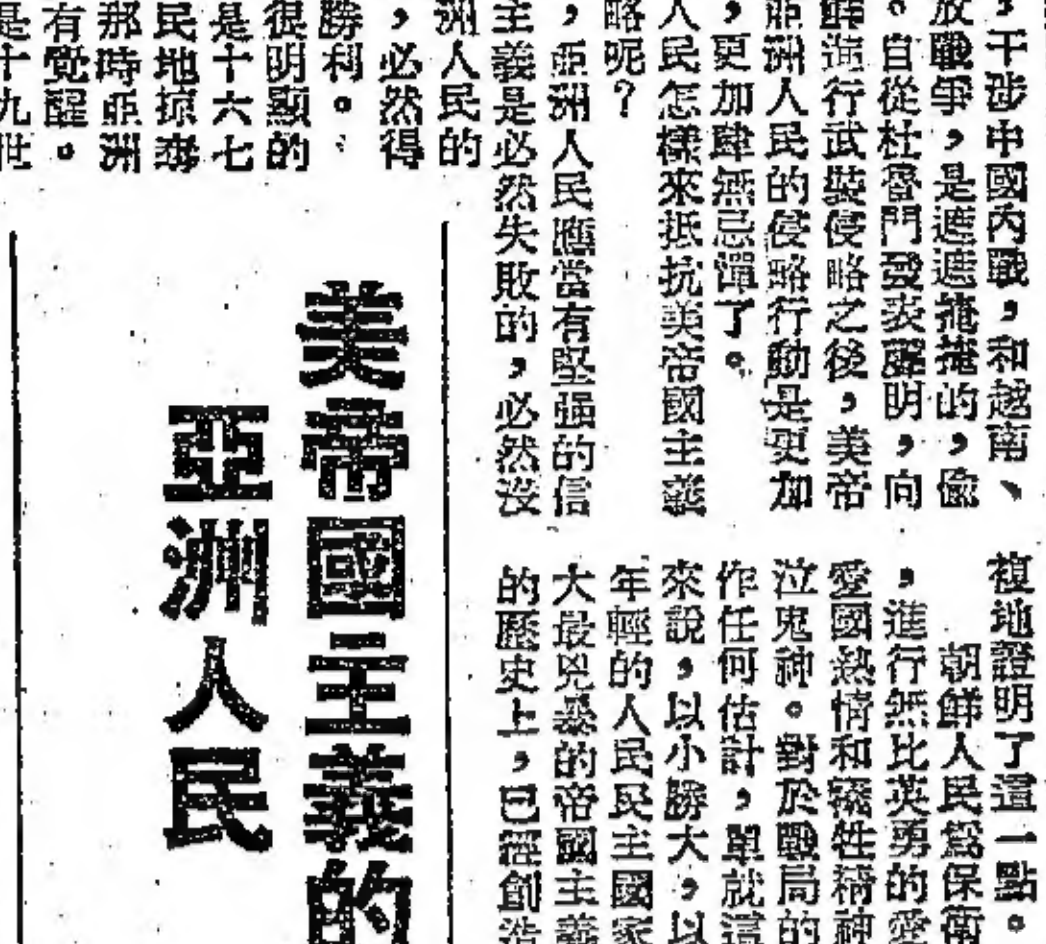 ，干涉中國內戰，和越南、
放戰爭，是遮遮掩掩的，偷
。自從杜魯門發表聲明，向
鮮進行武裝侵略之後，美帝
亞洲人民的侵略行動是更加
，更加肆無忌憚了。
人民怎樣來抵抗美帝國主義
略呢？
，亞洲人民應當有堅強的信
主義是必然失敗的，必然沒
洲人民的
，必然得
勝利。
很明顯的
是十六七
民地掠奪
那時亞洲
有覺醒。
是十九世
美帝國主義的
亞洲人民
複地證明了這一點。
朝鮮人民爲保衛
，進行無比英勇的愛
愛國熱情和犧牲精神
泣鬼神。對於戰局的
作任何估計，單就這
來說，以小勝大，以
年輕的人民民主國家
大最兇暴的帝國主義
的歷史上，已經創造